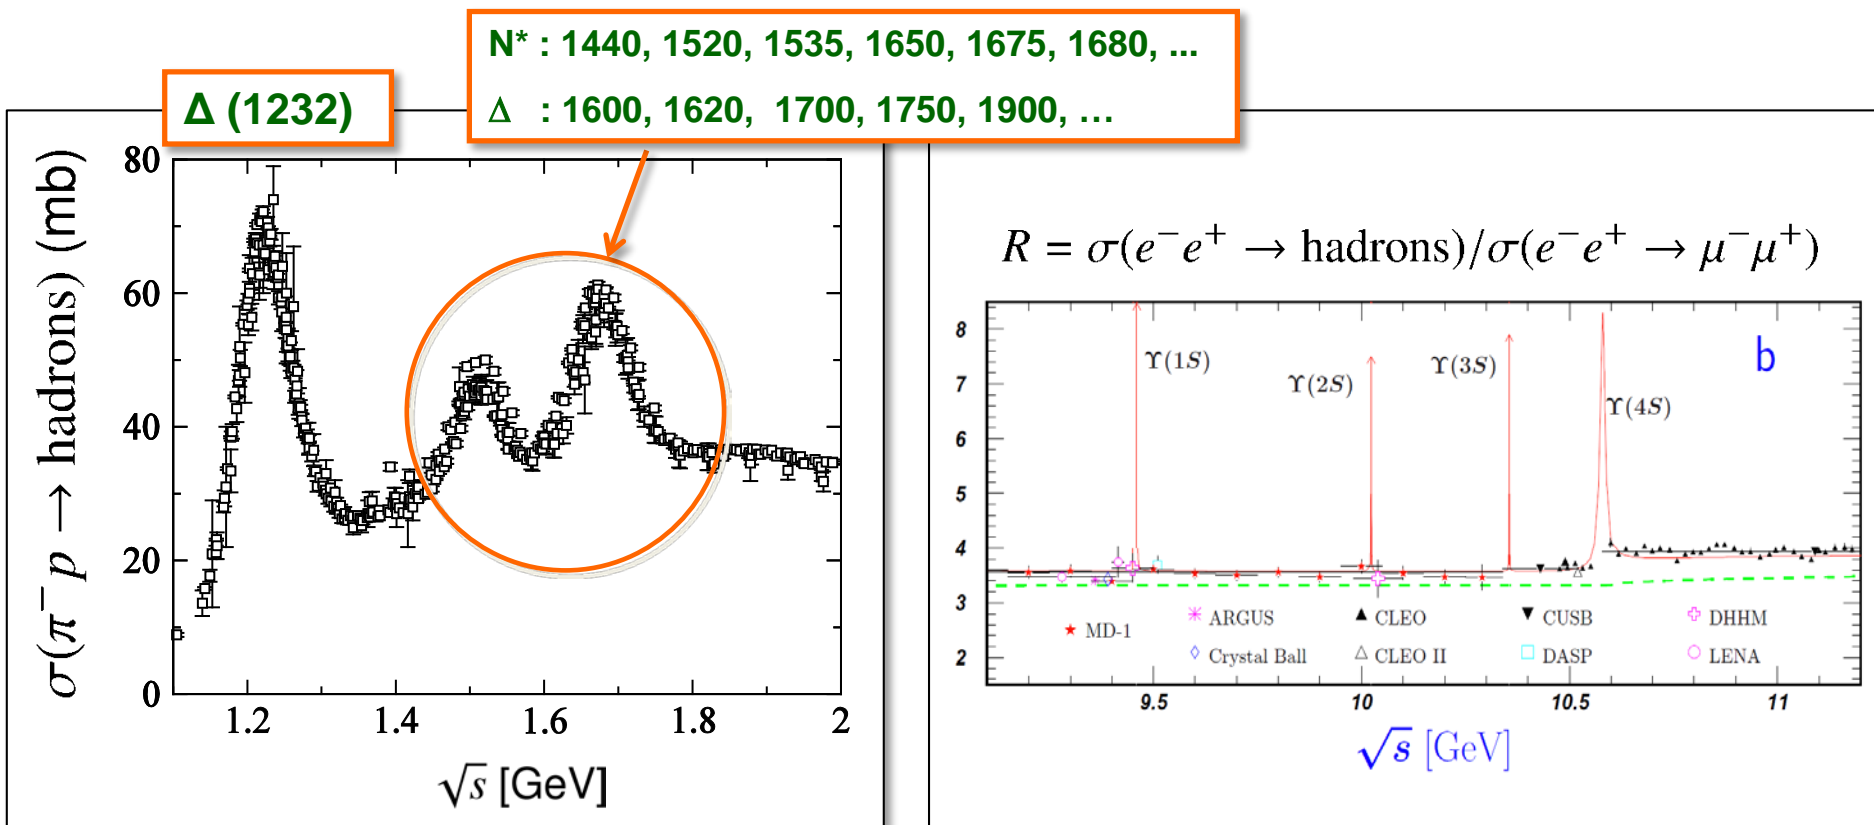 N* : 1440, 1520, 1535, 1650, 1675, 1680, ...
Δ : 1600, 1620, 1700, 1750, 1900, ...
Δ (1232)
σ(π⁻ p → hadrons) (mb)
80
60
40
20
0
1.2 1.4 1.6 1.8 2
√s [GeV]
R = σ(e⁻e⁺ → hadrons)/σ(e⁻e⁺ → μ⁻μ⁺)
8
7
6
5
4
3
2
ϒ(1S)
ϒ(2S)
ϒ(3S)
ϒ(4S)
b
MD-1
ARGUS
CLEO
CUSB
DHHM
Crystal Ball
CLEO II
DASP
LENA
9.5 10 10.5 11
√s [GeV]